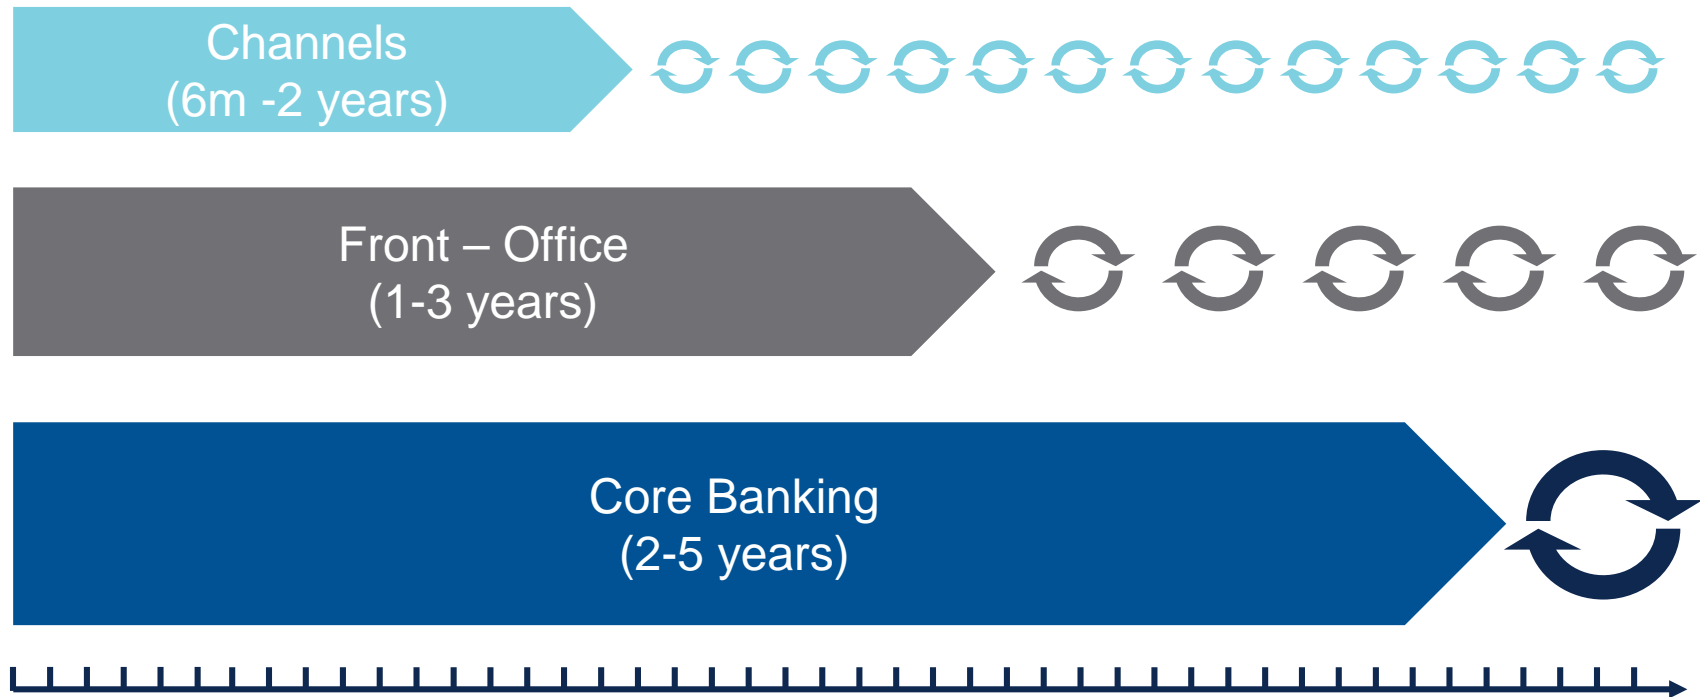 Channels
(6m -2 years)
Front – Office
(1-3 years)
Core Banking
(2-5 years)